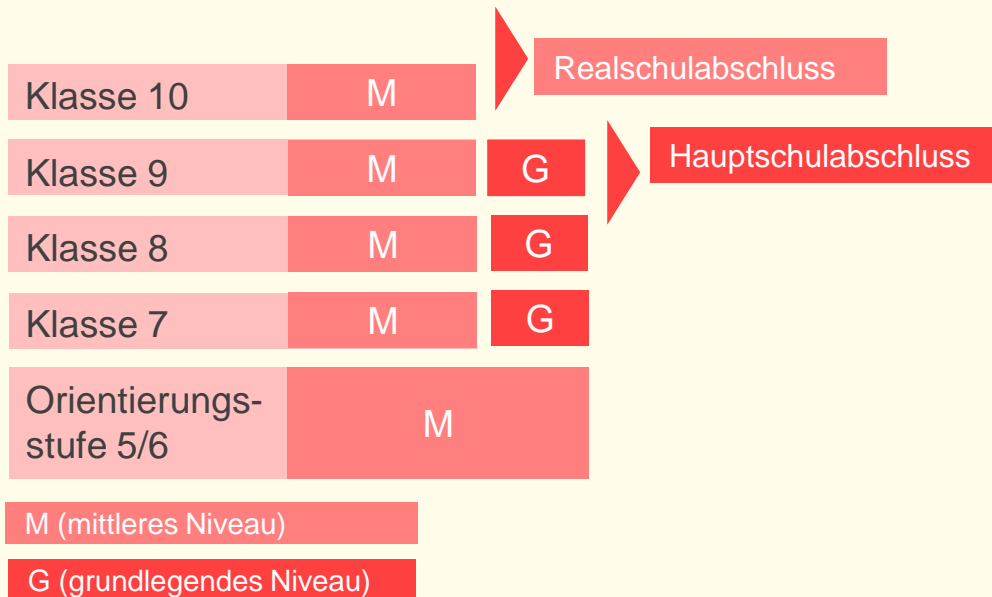 Realschulabschluss
Klasse 10 M
Klasse 9 M G
Hauptschulabschluss
Klasse 8 M G
Klasse 7 M G
Orientierungs-
stufe 5/6
M
M (mittleres Niveau)
G (grundlegendes Niveau)